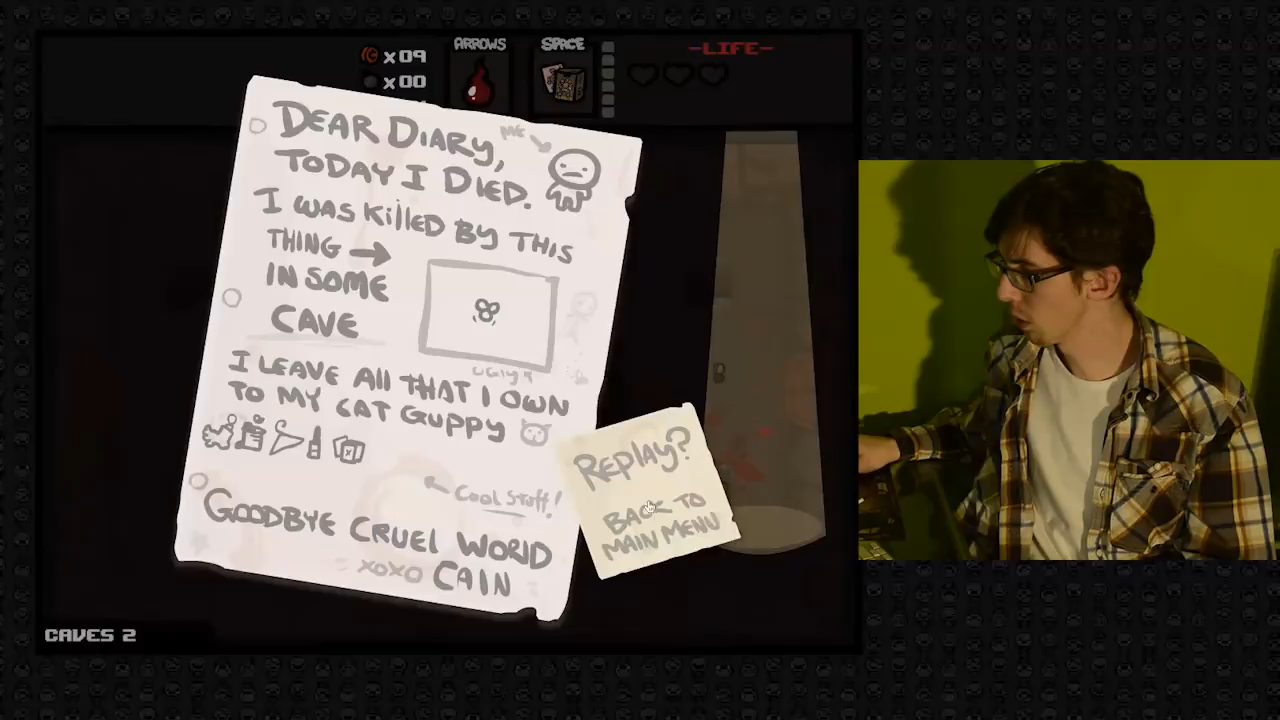 x09
ARROWS
SPACE
-LIFE-
x00
DEAR DIARY,
ME
TODAY I DIED.
I WAS KillED BY THIS
THING →
IN SOME
CAVE
UGLY
I LEAVE All THAT I OWN
TO MY CAT GUPPY
COOL STUFF!
GOODBYE CRUEL WORLD
XOXO CAIN
REPLAY?
BACK TO
MAIN MENU
CAVES 2